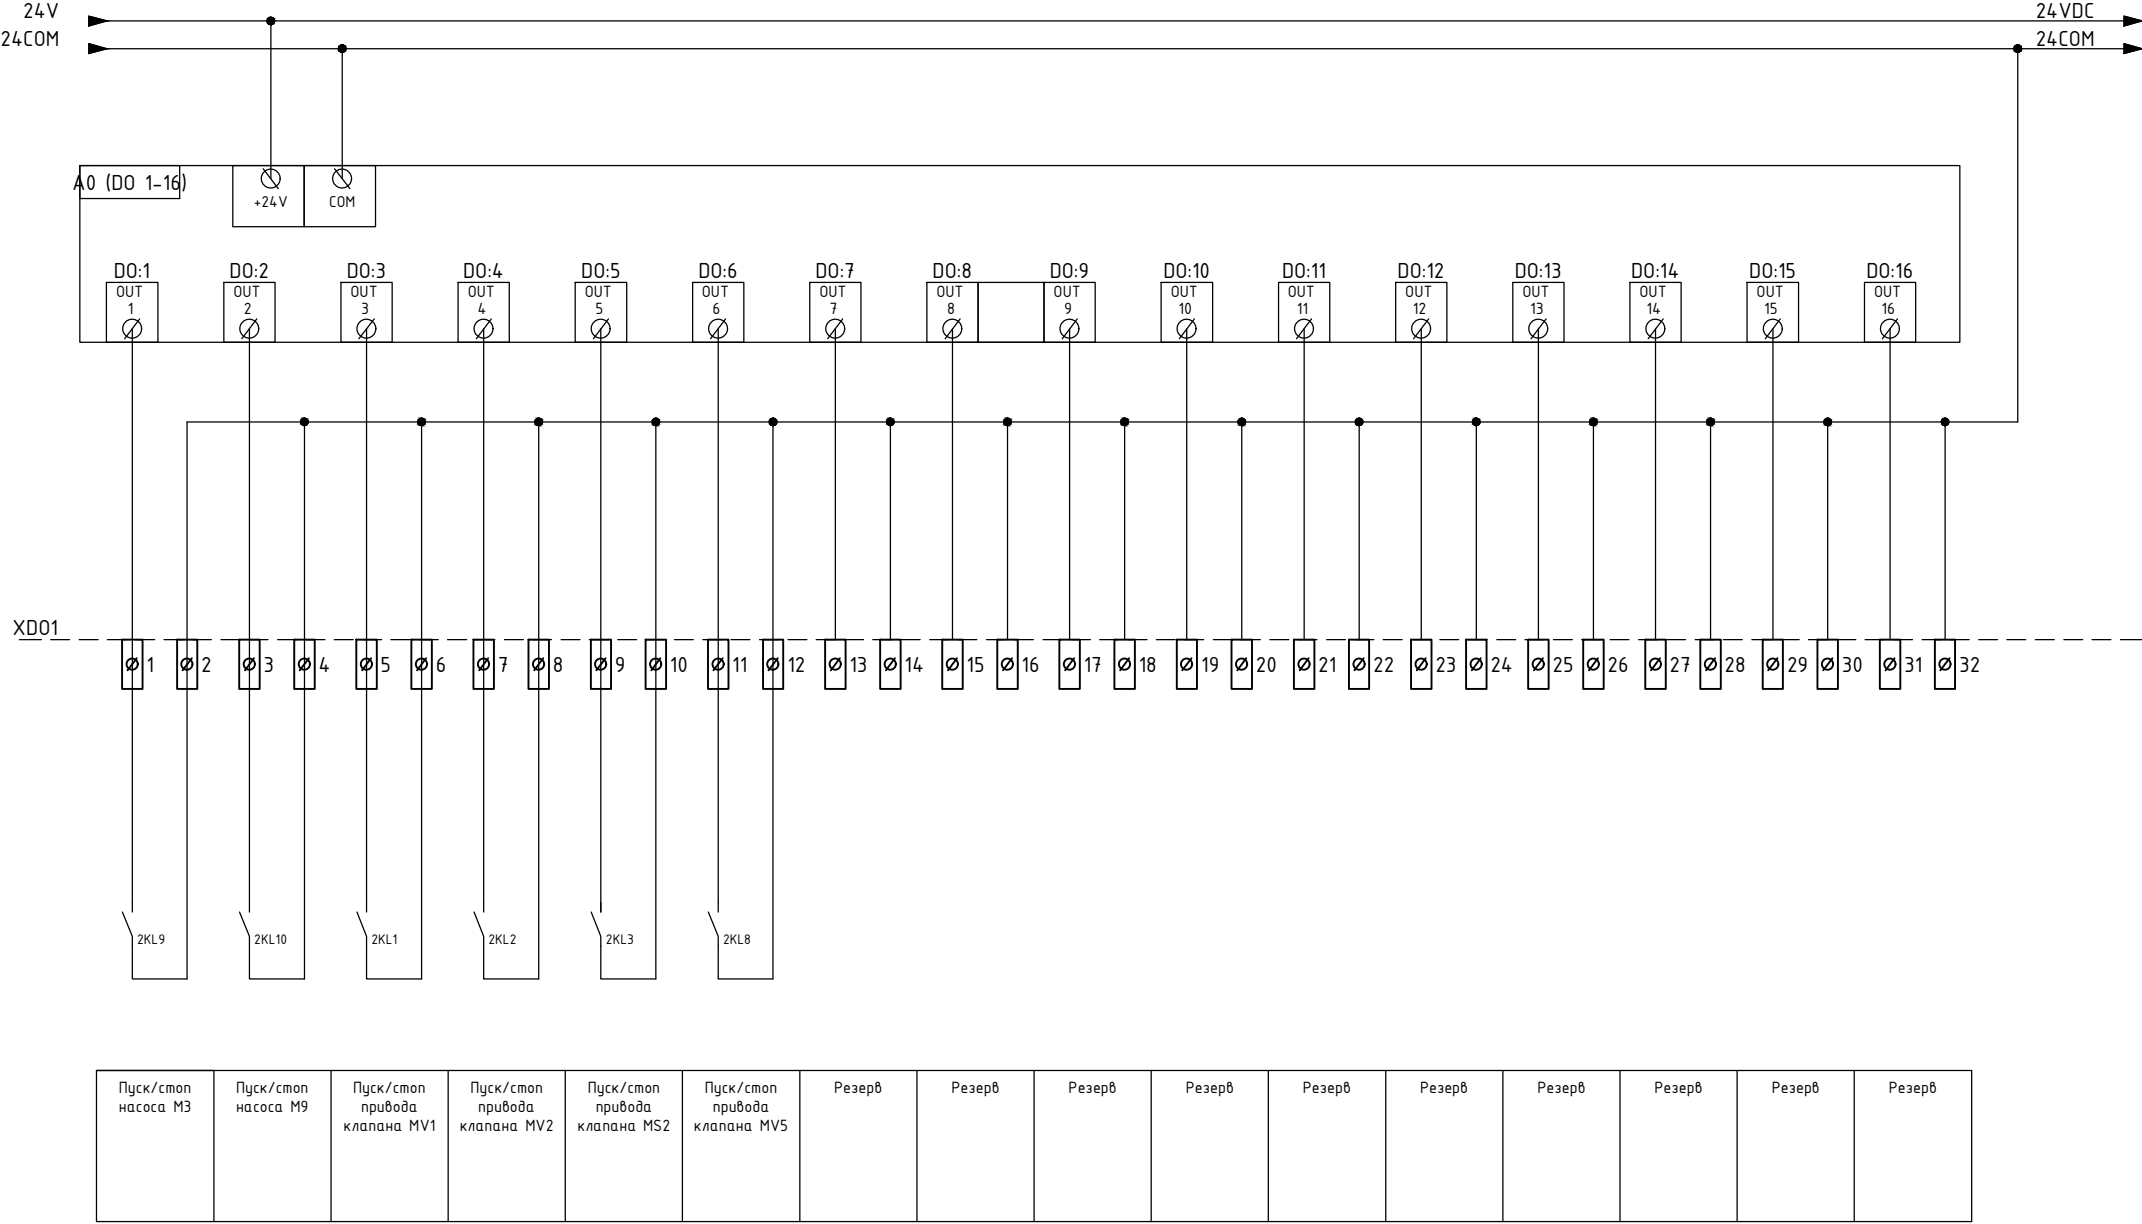 24V
24VDC
24COM
24COM
A0 (DO 1-16)
+24V
COM
DO:1
DO:2
DO:3
DO:4
DO:5
DO:6
DO:7
DO:8
DO:9
DO:10
DO:11
DO:12
DO:13
DO:14
DO:15
DO:16
OUT
1
OUT
2
OUT
3
OUT
4
OUT
5
OUT
6
OUT
7
OUT
8
OUT
9
OUT
10
OUT
11
OUT
12
OUT
13
OUT
14
OUT
15
OUT
16
XDO1
1
2
3
4
5
6
7
8
9
10
11
12
13
14
15
16
17
18
19
20
21
22
23
24
25
26
27
28
29
30
31
32
2KL9
2KL10
2KL1
2KL2
2KL3
2KL8
Пуск/стоп
насоса М3
Пуск/стоп
насоса М9
Пуск/стоп
привода
клапана MV1
Пуск/стоп
привода
клапана MV2
Пуск/стоп
привода
клапана MS2
Пуск/стоп
привода
клапана MV5
Резерв
Резерв
Резерв
Резерв
Резерв
Резерв
Резерв
Резерв
Резерв
Резерв